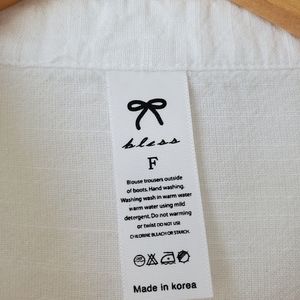 bless
F
Blouse trousers outside
of boots. Hand washing.
Washing wash in warm water
warm water using mild
detergent. Do not warming
or twist DO NOT USE
CHLORINE BLEACH OR STARCH.
Made in korea